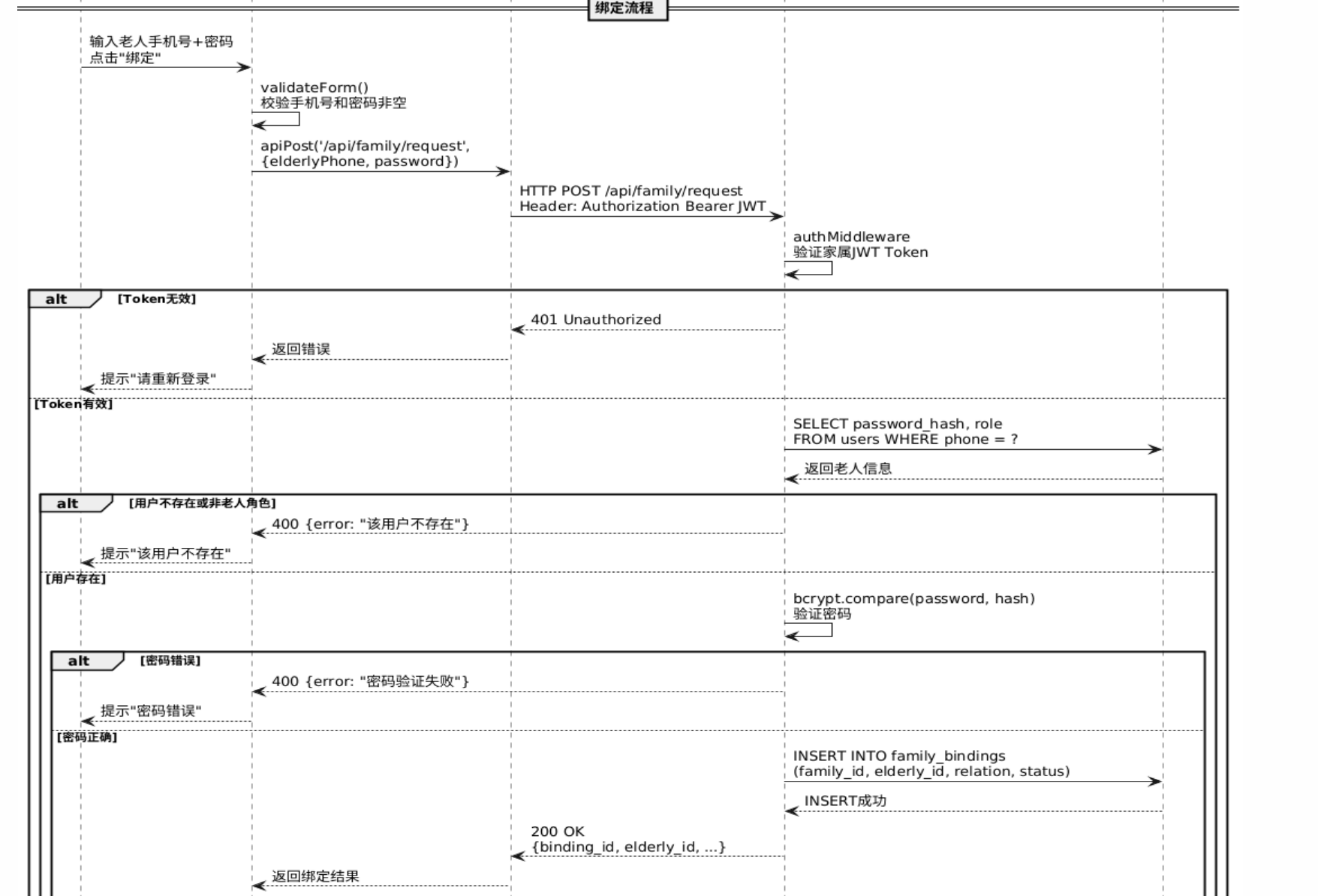 绑定流程
输入老人手机号+密码
点击"绑定"
validateForm()
校验手机号和密码非空
apiPost('/api/family/request',
{elderlyPhone, password})
HTTP POST /api/family/request
Header: Authorization Bearer JWT
authMiddleware
验证家属JWT Token
alt
[Token无效]
401 Unauthorized
返回错误
提示"请重新登录"
[Token有效]
SELECT password_hash, role
FROM users WHERE phone = ?
返回老人信息
alt
[用户不存在或非老人角色]
400 {error: "该用户不存在"}
提示"该用户不存在"
[用户存在]
bcrypt.compare(password, hash)
验证密码
alt
[密码错误]
400 {error: "密码验证失败"}
提示"密码错误"
[密码正确]
INSERT INTO family_bindings
(family_id, elderly_id, relation, status)
INSERT成功
200 OK
{binding_id, elderly_id, ...}
返回绑定结果